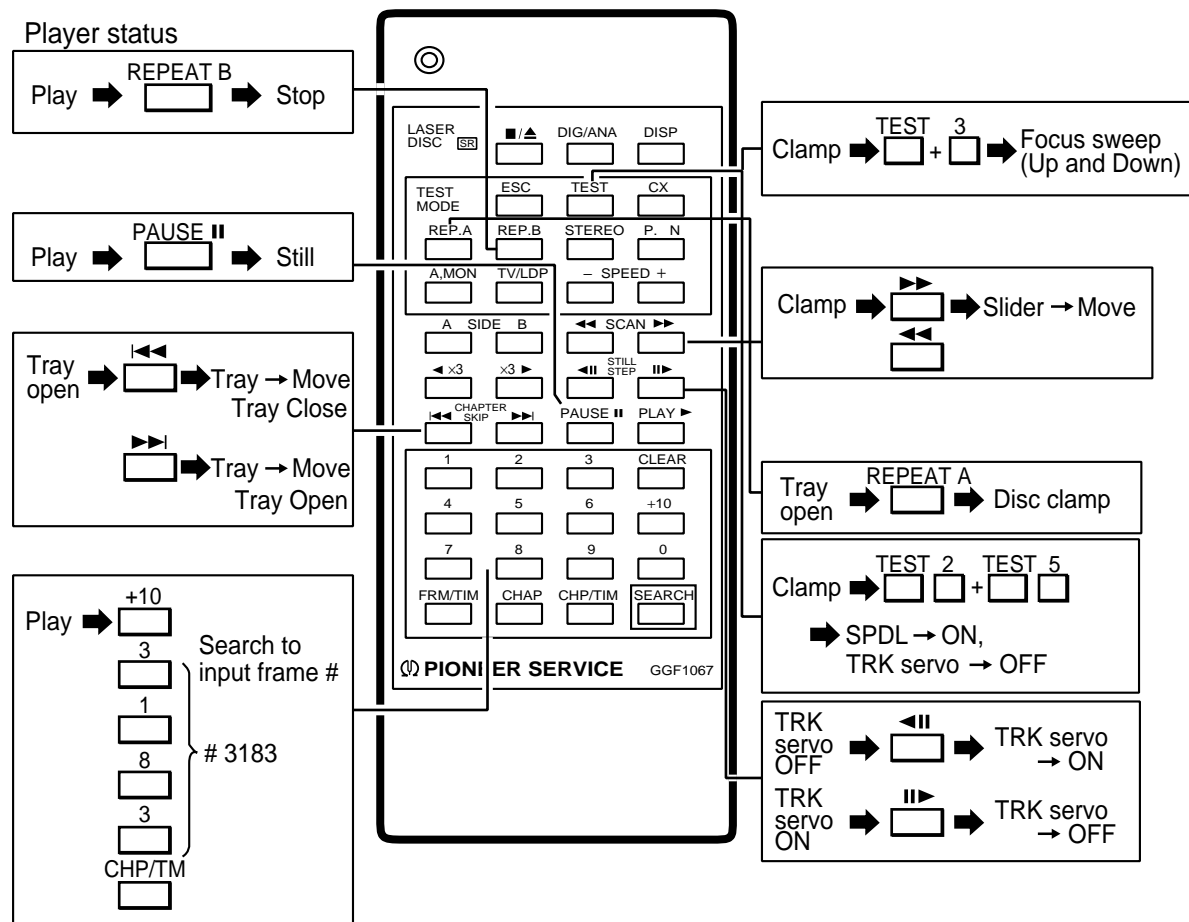 Player status
REPEAT B
Play ➡ ➡ Stop
PAUSE ⏸
Play ➡ ➡ Still
|◀◀
Tray open ➡ ➡ Tray → Move
Tray Close
▶▶|
➡ Tray → Move
Tray Open
+10
Play ➡
3
1
8
3
CHP/TM
Search to
input frame #
# 3183
LASER
DISC SR
■/▲ DIG/ANA DISP
TEST
MODE
ESC TEST CX
REP.A REP.B STEREO P. N
A,MON TV/LDP – SPEED +
A SIDE B ◀◀ SCAN ▶▶
◀ ×3 ×3 ▶ ◀II STILL STEP II▶
|◀◀ CHAPTER SKIP ▶▶| PAUSE II PLAY ▶
1 2 3 CLEAR
4 5 6 +10
7 8 9 0
FRM/TIM CHAP CHP/TIM SEARCH
PIONEER SERVICE GGF1067
TEST 3
Clamp ➡ + ➡ Focus sweep
(Up and Down)
▶▶
Clamp ➡ ➡ Slider → Move
◀◀
REPEAT A
Tray open ➡ ➡ Disc clamp
TEST 2 TEST 5
Clamp ➡ +
➡ SPDL → ON,
TRK servo → OFF
◀II
TRK servo OFF ➡ ➡ TRK servo → ON
II▶
TRK servo ON ➡ ➡ TRK servo → OFF